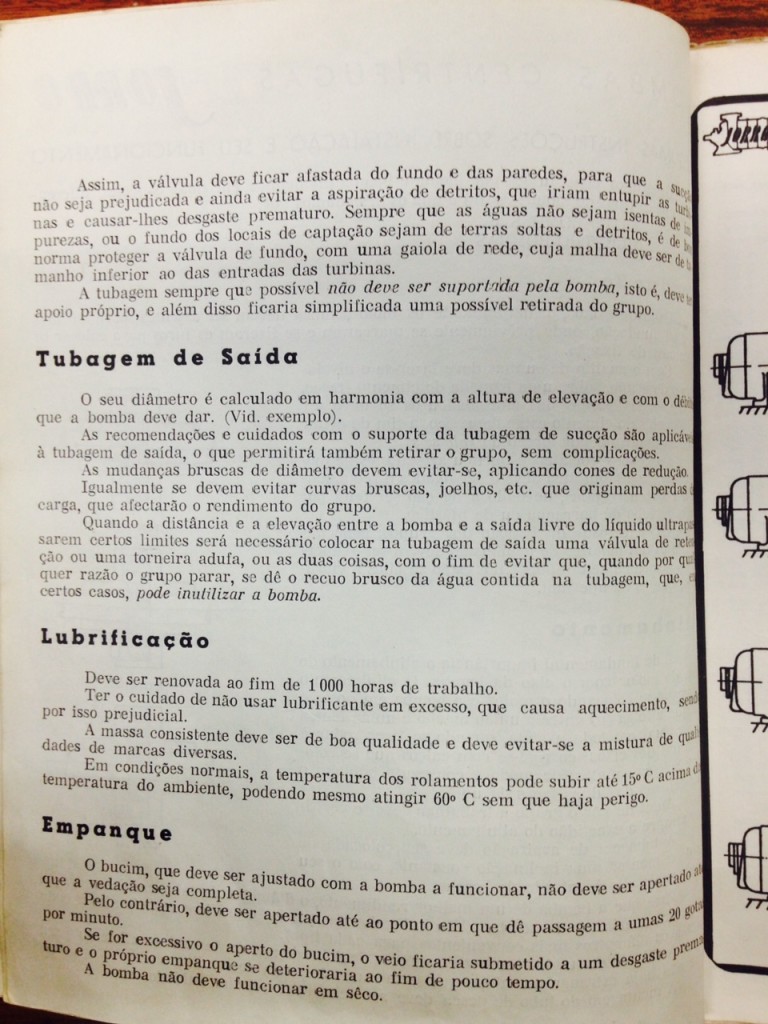 Assim, a válvula deve ficar afastada do fundo e das paredes, para que a
não seja prejudicada e ainda evitar a aspiração de detritos, que iriam entupir as
nas e causar-lhes desgaste prematuro. Sempre que as águas não sejam isentas de
purezas, ou o fundo dos locais de captação sejam de terras soltas e detritos, é de
norma proteger a válvula de fundo, com uma gaiola de rede, cuja malha deve ser de
manho inferior ao das entradas das turbinas.
A tubagem sempre que possível não deve ser suportada pela bomba, isto é, deve
apoio próprio, e além disso ficaria simplificada uma possível retirada do grupo.
Tubagem de Saída
O seu diâmetro é calculado em harmonia com a altura de elevação e com o
que a bomba deve dar. (Vid. exemplo).
As recomendações e cuidados com o suporte da tubagem de sucção são
à tubagem de saída, o que permitirá também retirar o grupo, sem complicações.
As mudanças bruscas de diâmetro devem evitar-se, aplicando cones de redução.
Igualmente se devem evitar curvas bruscas, joelhos, etc. que originam perdas
carga, que afectarão o rendimento do grupo.
Quando a distância e a elevação entre a bomba e a saída livre do líquido
sarem certos limites será necessário colocar na tubagem de saída uma válvula de
ção ou uma torneira adufa, ou as duas coisas, com o fim de evitar que, quando por
quer razão o grupo parar, se dê o recuo brusco da água contida na tubagem, que,
certos casos, pode inutilizar a bomba.
Lubrificação
Deve ser renovada ao fim de 1 000 horas de trabalho.
Ter o cuidado de não usar lubrificante em excesso, que causa aquecimento,
por isso prejudicial.
A massa consistente deve ser de boa qualidade e deve evitar-se a mistura de
dades de marcas diversas.
Em condições normais, a temperatura dos rolamentos pode subir até 15º C acima
temperatura do ambiente, podendo mesmo atingir 60º C sem que haja perigo.
Empanque
O bucim, que deve ser ajustado com a bomba a funcionar, não deve ser apertado
que a vedação seja completa.
Pelo contrário, deve ser apertado até ao ponto em que dê passagem a umas 20
por minuto.
Se for excessivo o aperto do bucim, o veio ficaria submetido a um desgaste
turo e o próprio empanque se deterioraria ao fim de pouco tempo.
A bomba não deve funcionar em sêco.